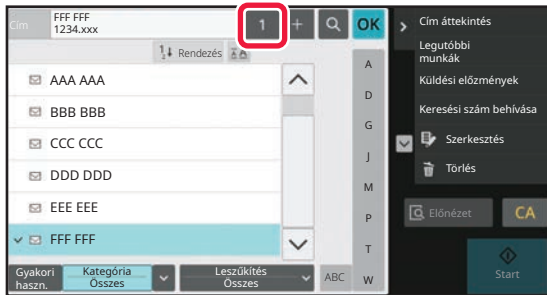 Cím
FFF FFF
1234.xxx
1
+
OK
Rendezés
AAA AAA
BBB BBB
CCC CCC
DDD DDD
EEE EEE
FFF FFF
A
D
G
J
M
P
T
W
Gyakori
haszn.
Kategória
Összes
Leszűkítés
Összes
ABC
Cím áttekintés
Legutóbbi
munkák
Küldési előzmények
Keresési szám behívása
Szerkesztés
Törlés
Előnézet
CA
Start